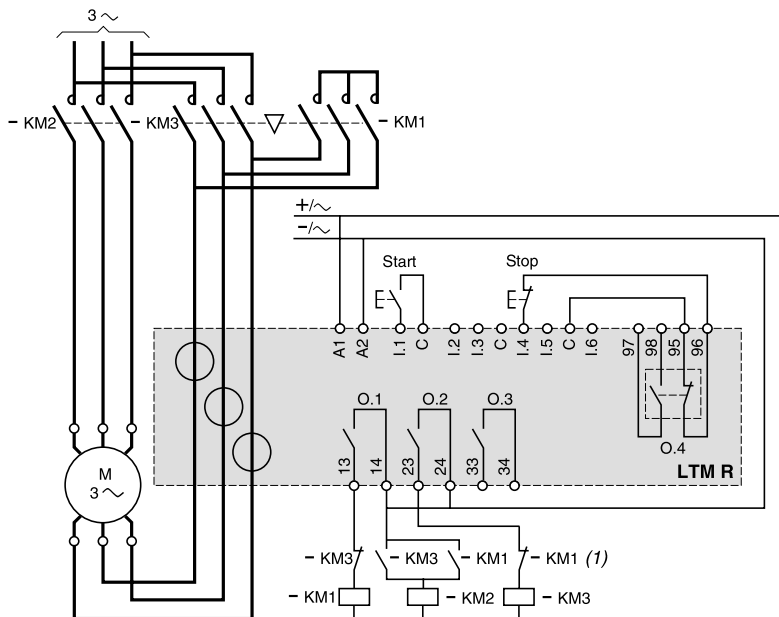 3 ∼
– KM2
– KM3
– KM1
+/∼
–/∼
Start
Stop
A1
A2
I.1
C
I.2
I.3
C
I.4
I.5
C
I.6
97
98
95
96
O.1
O.2
O.3
O.4
13
14
23
24
33
34
LTM R
M
3 ∼
– KM3
– KM3
– KM1
– KM1 (1)
– KM1
– KM2
– KM3